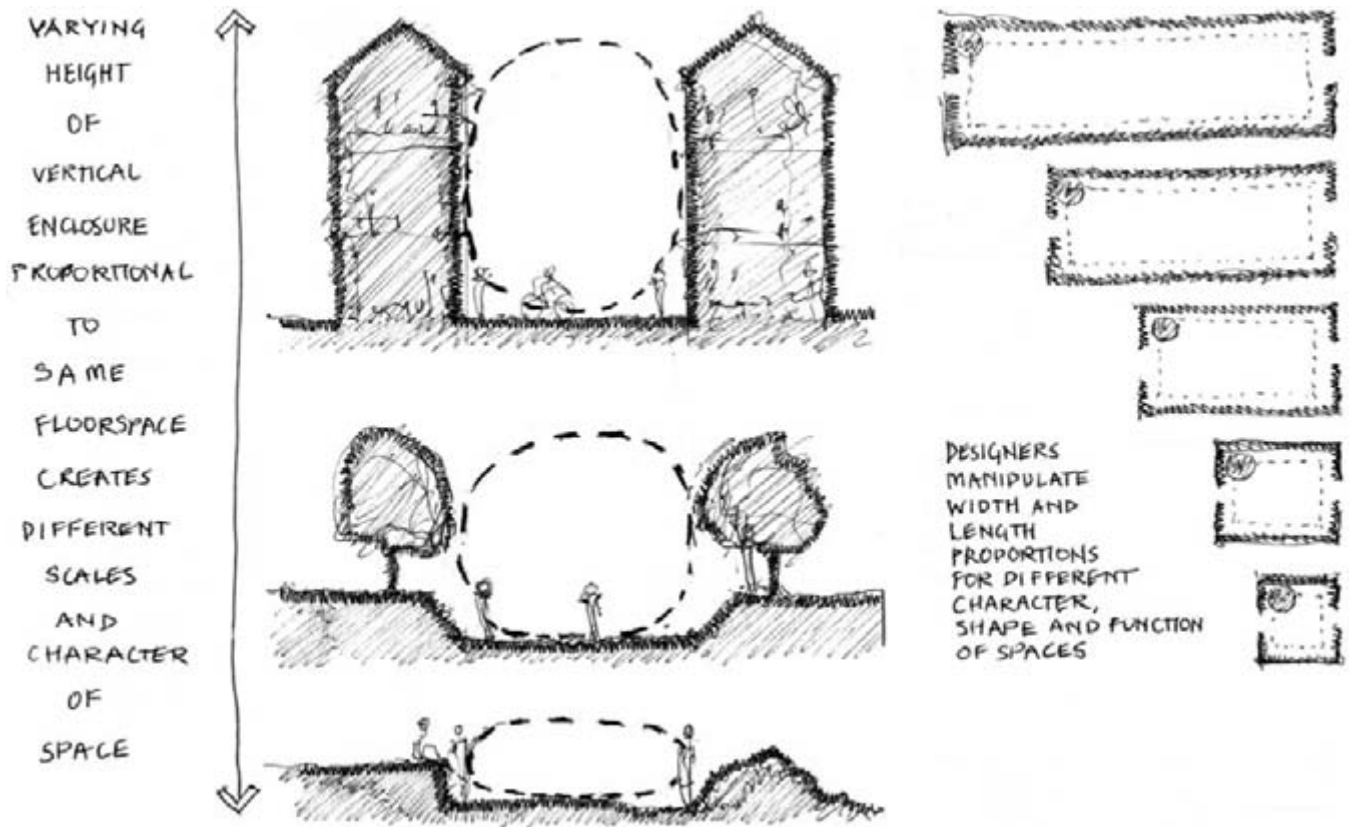 VARYING
HEIGHT
OF
VERTICAL
ENCLOSURE
PROPORTIONAL
TO
SAME
FLOORSPACE
CREATES
DIFFERENT
SCALES
AND
CHARACTER
OF
SPACE
DESIGNERS
MANIPULATE
WIDTH AND
LENGTH
PROPORTIONS
FOR DIFFERENT
CHARACTER,
SHAPE AND FUNCTION
OF SPACES